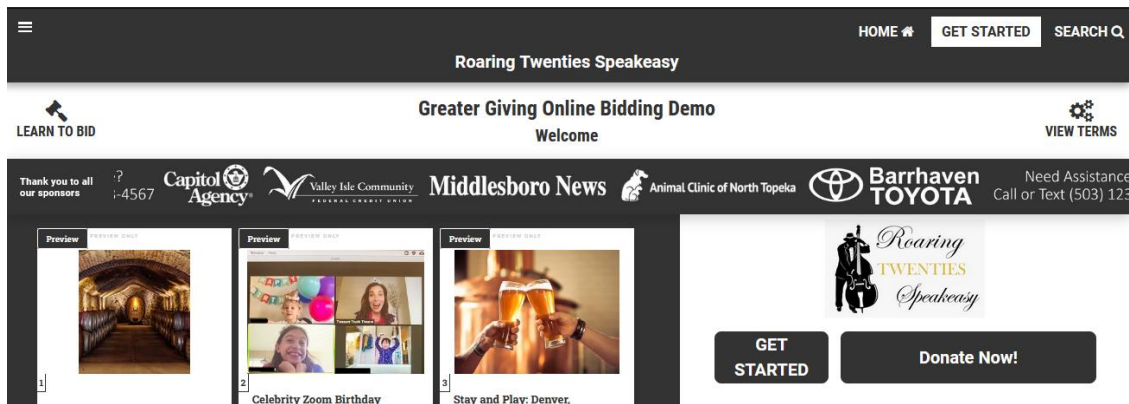 HOME
GET STARTED
SEARCH
Roaring Twenties Speakeasy
LEARN TO BID
Greater Giving Online Bidding Demo
Welcome
VIEW TERMS
Thank you to all
our sponsors
?
-4567
Capitol
Agency
Valley Isle Community
FEDERAL CREDIT UNION
Middlesboro News
Animal Clinic of North Topeka
Barrhaven
TOYOTA
Need Assistance
Call or Text (503) 123
Preview
PREVIEW ONLY
1
Preview
PREVIEW ONLY
2
Celebrity Zoom Birthday
Preview
PREVIEW ONLY
3
Stay and Play: Denver,
Roaring
TWENTIES
Speakeasy
GET
STARTED
Donate Now!